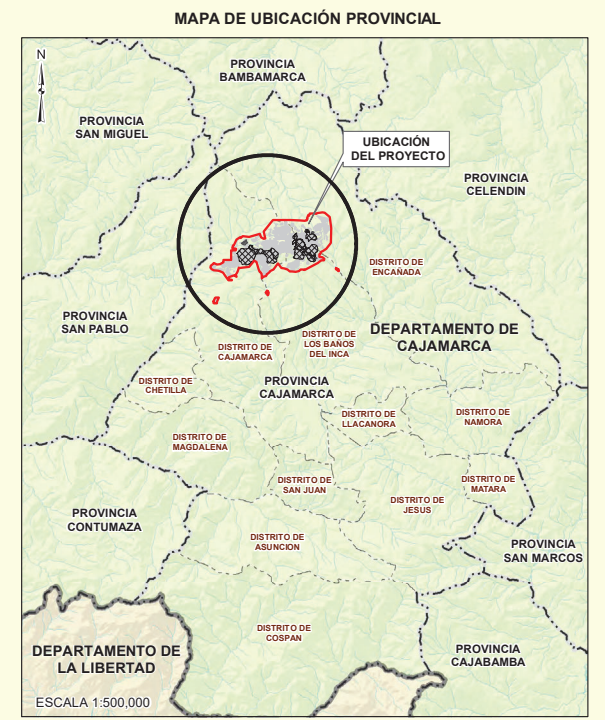 MAPA DE UBICACIÓN PROVINCIAL
N
PROVINCIA
BAMBAMARCA
PROVINCIA
SAN MIGUEL
UBICACIÓN
DEL PROYECTO
PROVINCIA
CELENDIN
DISTRITO DE
ENCAÑADA
PROVINCIA
SAN PABLO
DISTRITO DE
CAJAMARCA
DISTRITO DE
LOS BAÑOS
DEL INCA
DEPARTAMENTO DE
CAJAMARCA
DISTRITO DE
CHETILLA
PROVINCIA
CAJAMARCA
DISTRITO DE
LLACANORA
DISTRITO DE
NAMORA
DISTRITO DE
MAGDALENA
DISTRITO DE
SAN JUAN
DISTRITO DE
MATARA
DISTRITO DE
JESUS
PROVINCIA
CONTUMAZA
DISTRITO DE
ASUNCION
PROVINCIA
SAN MARCOS
DISTRITO DE
COSPAN
DEPARTAMENTO DE
LA LIBERTAD
PROVINCIA
CAJABAMBA
ESCALA 1:500,000